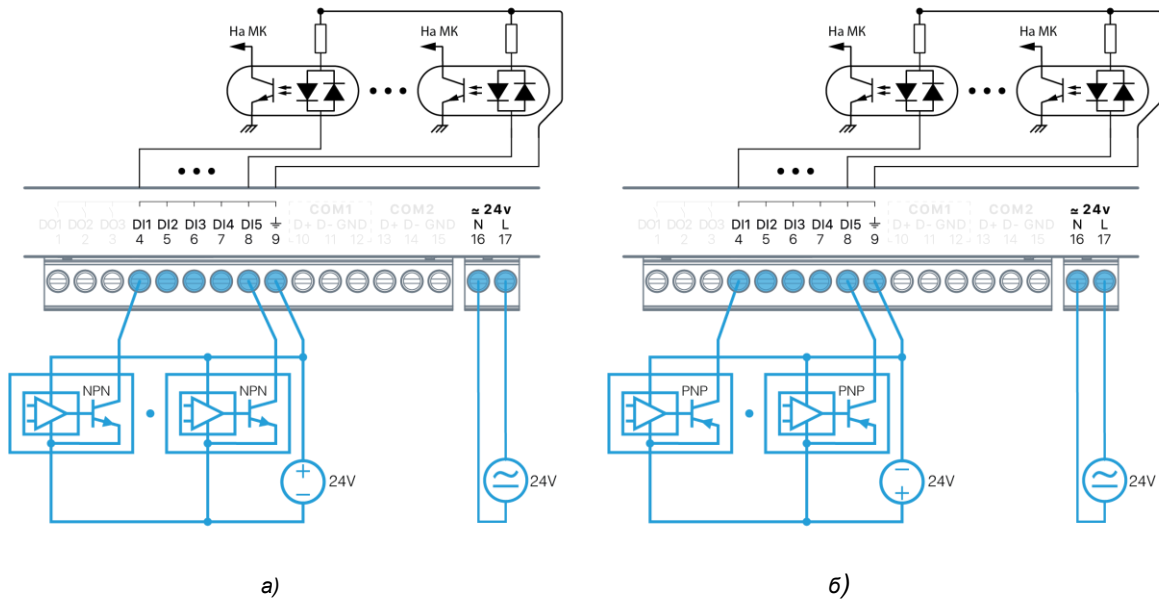 На МК На МК На МК На МК
COM1 COM2 ≃ 24v COM1 COM2 ≃ 24v
DO1 DO2 DO3 DI1 DI2 DI3 DI4 DI5 ⏚ D+ D- GND D+ D- GND N L DO1 DO2 DO3 DI1 DI2 DI3 DI4 DI5 ⏚ D+ D- GND D+ D- GND N L
1 2 3 4 5 6 7 8 9 10 11 12 13 14 15 16 17 1 2 3 4 5 6 7 8 9 10 11 12 13 14 15 16 17
NPN NPN PNP PNP
+ − 24V 24V − + 24V 24V
а) б)